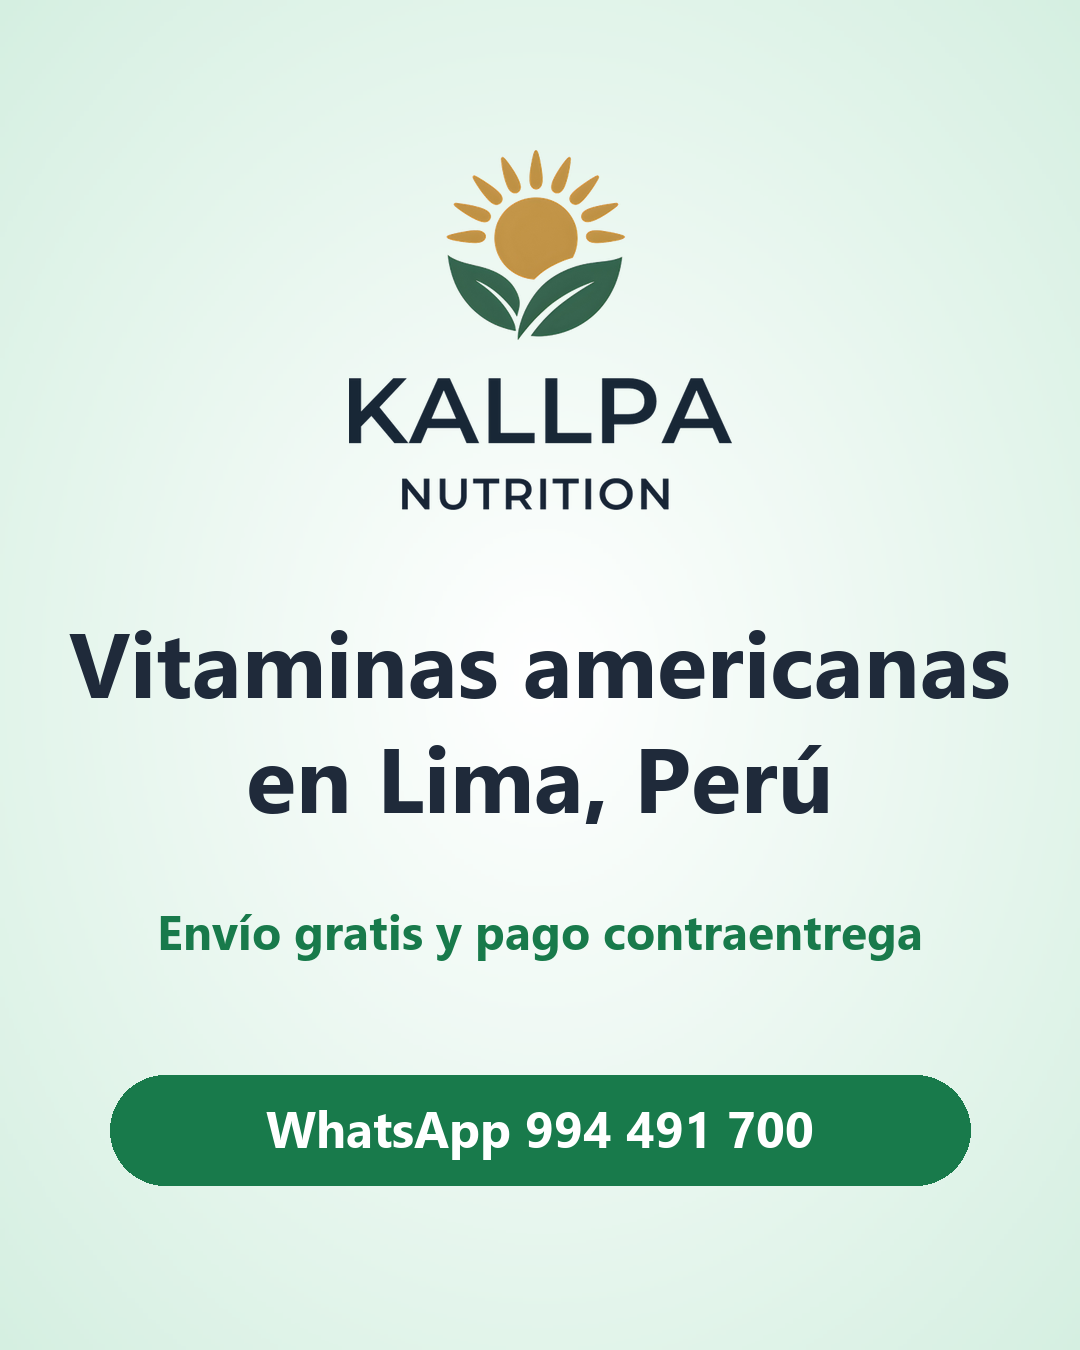 KALLPA
NUTRITION
Vitaminas americanas
en Lima, Perú
Envío gratis y pago contraentrega
WhatsApp 994 491 700